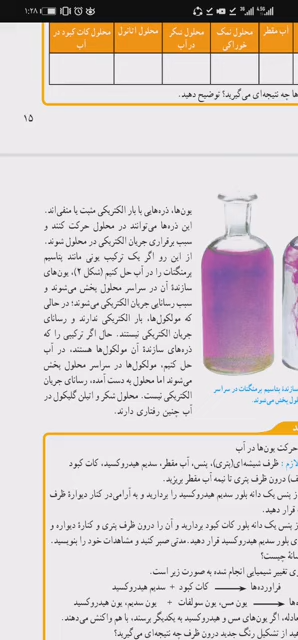 ۱:۲۸
آب مقطر
محلول نمک خوراکی
محلول شکر در آب
محلول اتانول
محلول کات کبود در آب
ها چه نتیجه‌ای می‌گیرید؟ توضیح دهید.
۱۵
یون‌ها، ذره‌هایی با بار الکتریکی مثبت یا منفی‌اند.
این ذره‌ها می‌توانند در محلول حرکت کنند و
سبب برقراری جریان الکتریکی در محلول شوند.
از این رو اگر یک ترکیب یونی مانند پتاسیم
پرمنگنات را در آب حل کنیم (شکل ۲)، یون‌های
سازندهٔ آن در سراسر محلول پخش می‌شوند و
سبب رسانایی جریان الکتریکی می‌شوند؛ در حالی
که مولکول‌ها، بار الکتریکی ندارند و رسانای
جریان الکتریکی نیستند. حال اگر ترکیبی را که
ذره‌های سازندهٔ آن مولکول‌ها هستند، در آب
حل کنیم، مولکول‌ها در سراسر محلول پخش
می‌شوند اما محلول به دست آمده، رسانای جریان
الکتریکی نیست. محلول شکر و اتیلن گلیکول در
آب چنین رفتاری دارند.
سازندهٔ پتاسیم پرمنگنات در سراسر
محلول پخش می‌شوند.
حرکت یون‌ها در آب
لازم : ظرف شیشه‌ای (پتری)، پنس، آب مقطر، سدیم هیدروکسید، کات کبود
درون ظرف پتری تا نیمه آب مقطر بریزید.
از پنس یک دانه بلور سدیم هیدروکسید را بردارید و به آرامی در کنار دیوارهٔ ظرف
قرار دهید.
از پنس یک دانه بلور کات کبود بردارید و آن را درون ظرف پتری و کنارهٔ دیواره و
ی بلور سدیم هیدروکسید قرار دهید. مدتی صبر کنید و مشاهدات خود را بنویسید.
چیست؟
ی تغییر شیمیایی انجام شده به صورت زیر است.
فراورده‌ها ⟵ کات کبود + سدیم هیدروکسید
ها ⟵ یون مس، یون سولفات + یون سدیم، یون هیدروکسید
ادله، اگر یون‌های مس و هیدروکسید به یکدیگر برسند، با هم واکنش می‌دهند.
از تشکیل رنگ جدید درون ظرف چه نتیجه‌ای می‌گیرید؟